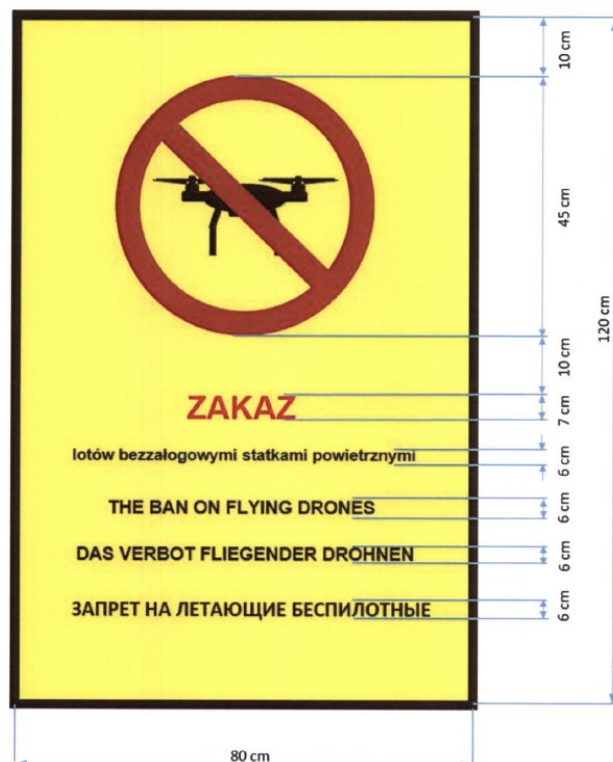 10 cm
45 cm
120 cm
10 cm
ZAKAZ
7 cm
lotów bezzałogowymi statkami powietrznymi
6 cm
THE BAN ON FLYING DRONES
6 cm
DAS VERBOT FLIEGENDER DROHNEN
6 cm
ЗАПРЕТ НА ЛЕТАЮЩИЕ БЕСПИЛОТНЫЕ
6 cm
80 cm